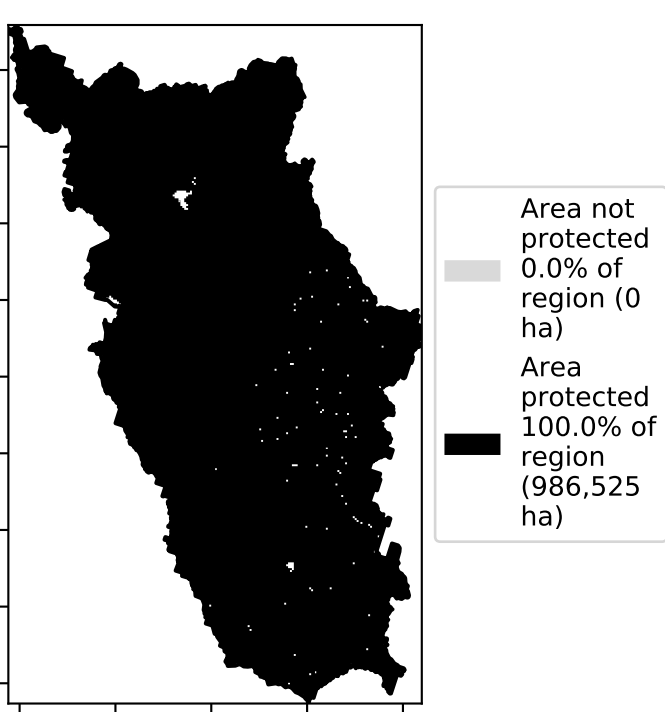 Area not
protected
0.0% of
region (0
ha)
Area
protected
100.0% of
region
(986,525
ha)